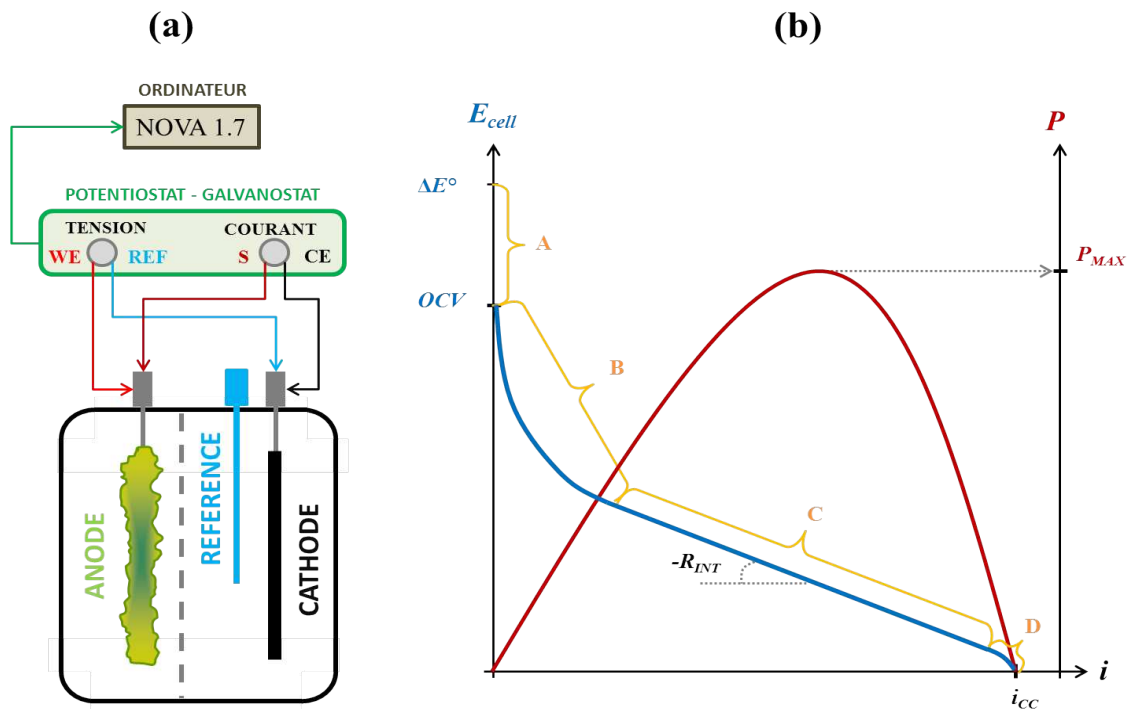 (a)
ORDINATEUR
NOVA 1.7
POTENTIOSTAT - GALVANOSTAT
TENSION
COURANT
WE
REF
S
CE
ANODE
REFERENCE
CATHODE
(b)
E_cell
P
ΔE°
A
P_MAX
OCV
B
C
-R_INT
D
i
i_CC